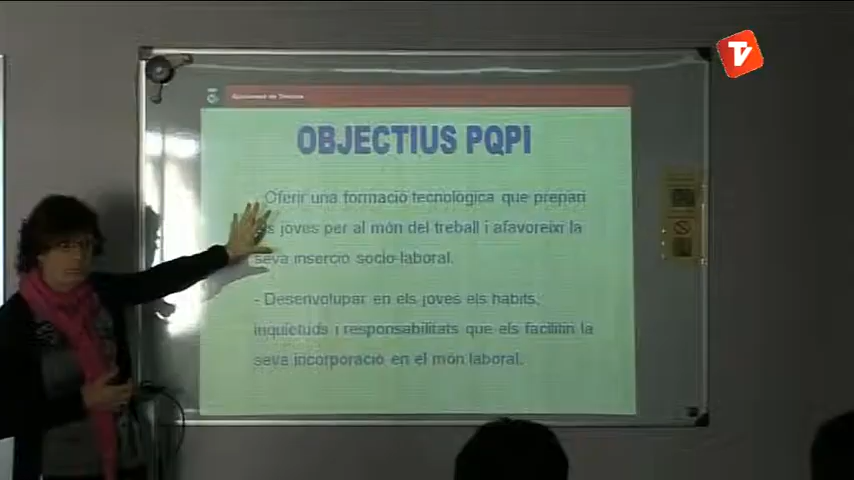 TV
OBJECTIUS PQPI
Oferir una formació tecnològica que prepari
joves per al món del treball i afavoreixi la
seva inserció socio-laboral.
- Desenvolupar en els joves els hàbits,
inquietuds i responsabilitats que els facilitin la
seva incorporació en el món laboral.